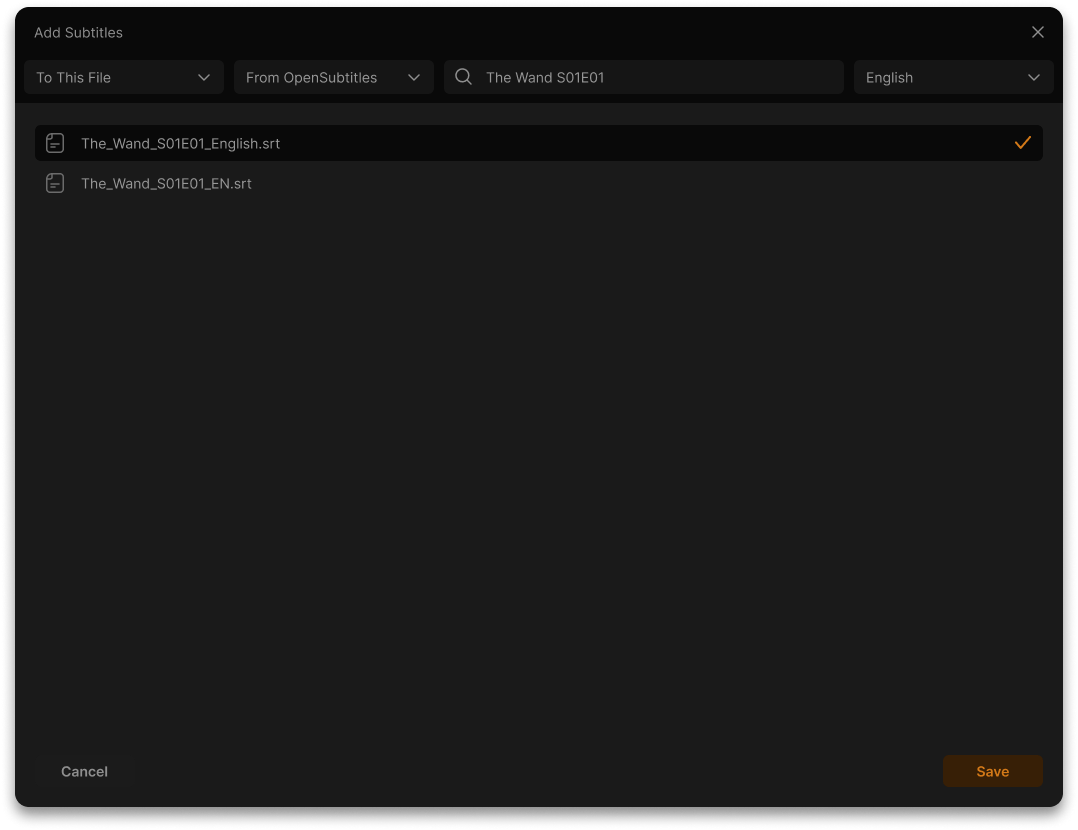 Add Subtitles
To This File
From OpenSubtitles
The Wand S01E01
English
The_Wand_S01E01_English.srt
The_Wand_S01E01_EN.srt
Cancel
Save